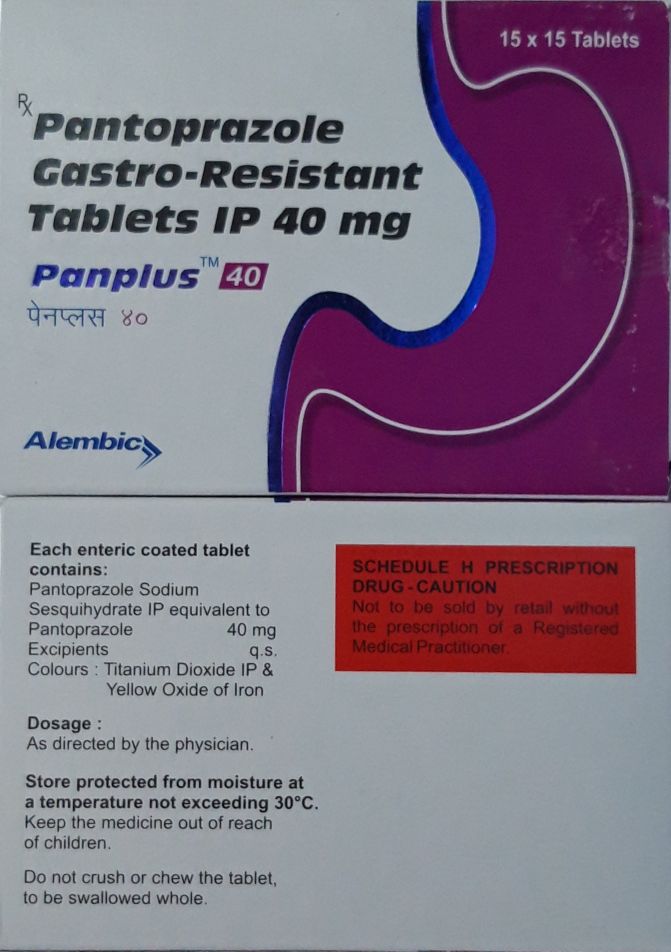 15 x 15 Tablets
Rx
Pantoprazole
Gastro-Resistant
Tablets IP 40 mg
Panplus™ 40
पेनप्लस ४०
Alembic
Each enteric coated tablet
contains:
Pantoprazole Sodium
Sesquihydrate IP equivalent to
Pantoprazole 40 mg
Excipients q.s.
Colours : Titanium Dioxide IP &
Yellow Oxide of Iron
Dosage :
As directed by the physician.
Store protected from moisture at
a temperature not exceeding 30°C.
Keep the medicine out of reach
of children.
Do not crush or chew the tablet,
to be swallowed whole.
SCHEDULE H PRESCRIPTION
DRUG - CAUTION
Not to be sold by retail without
the prescription of a Registered
Medical Practitioner.